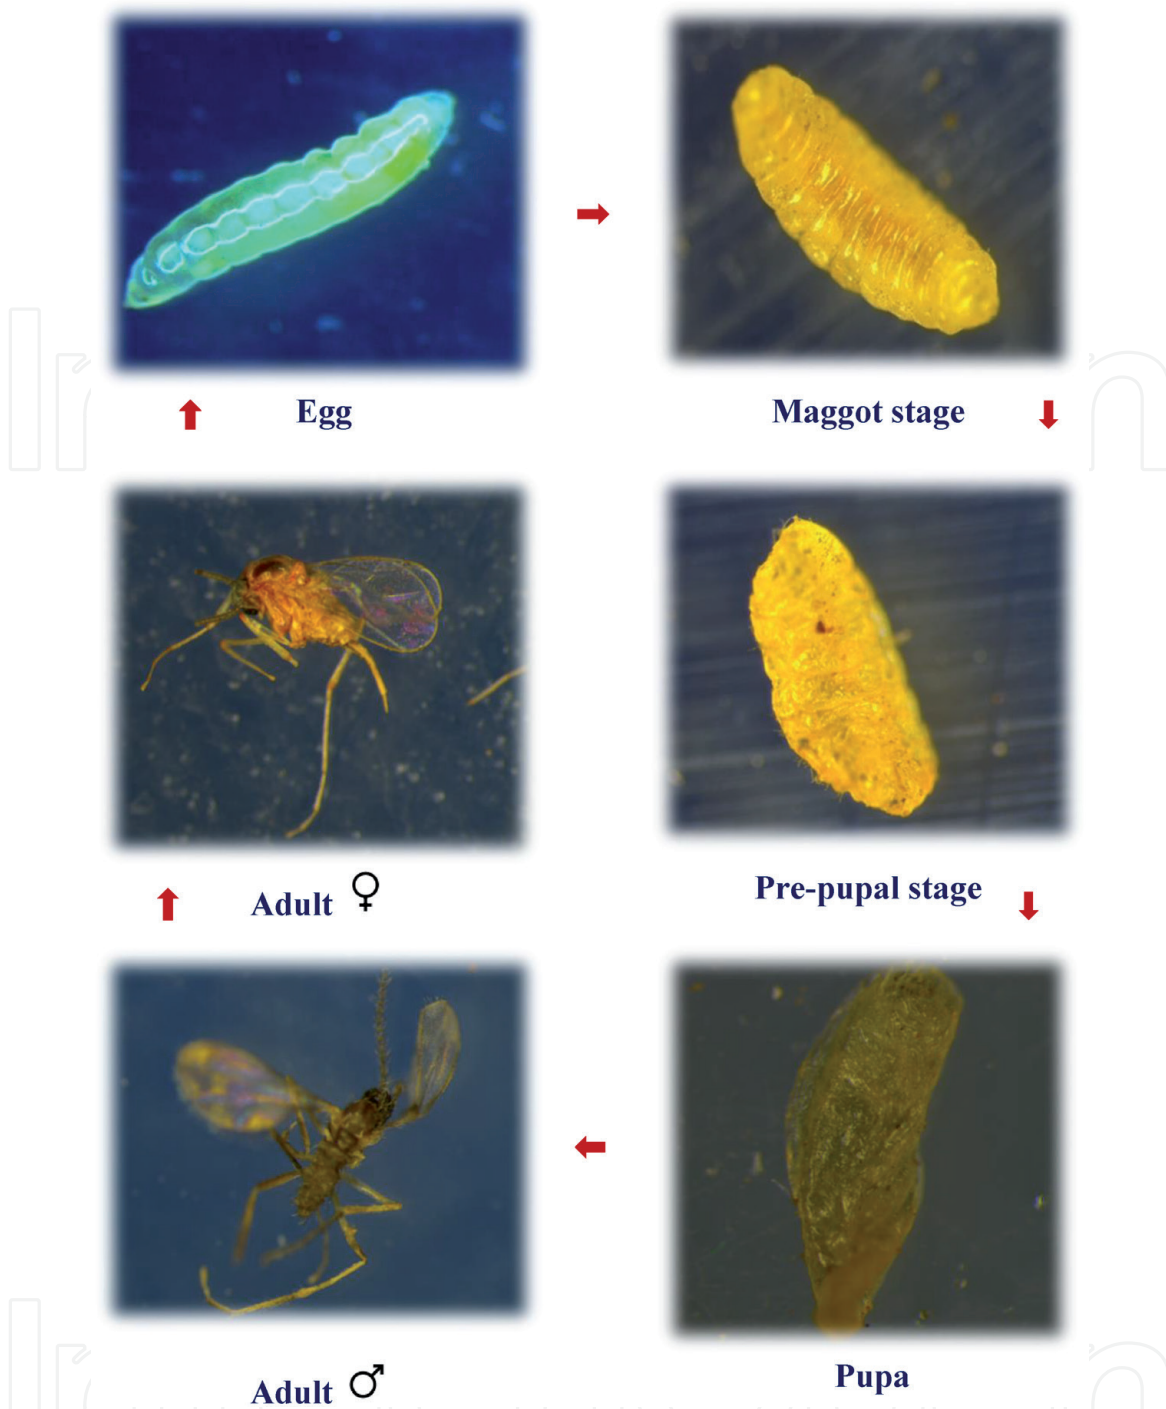 Egg
Maggot stage
Adult ♀
Pre-pupal stage
Adult ♂
Pupa